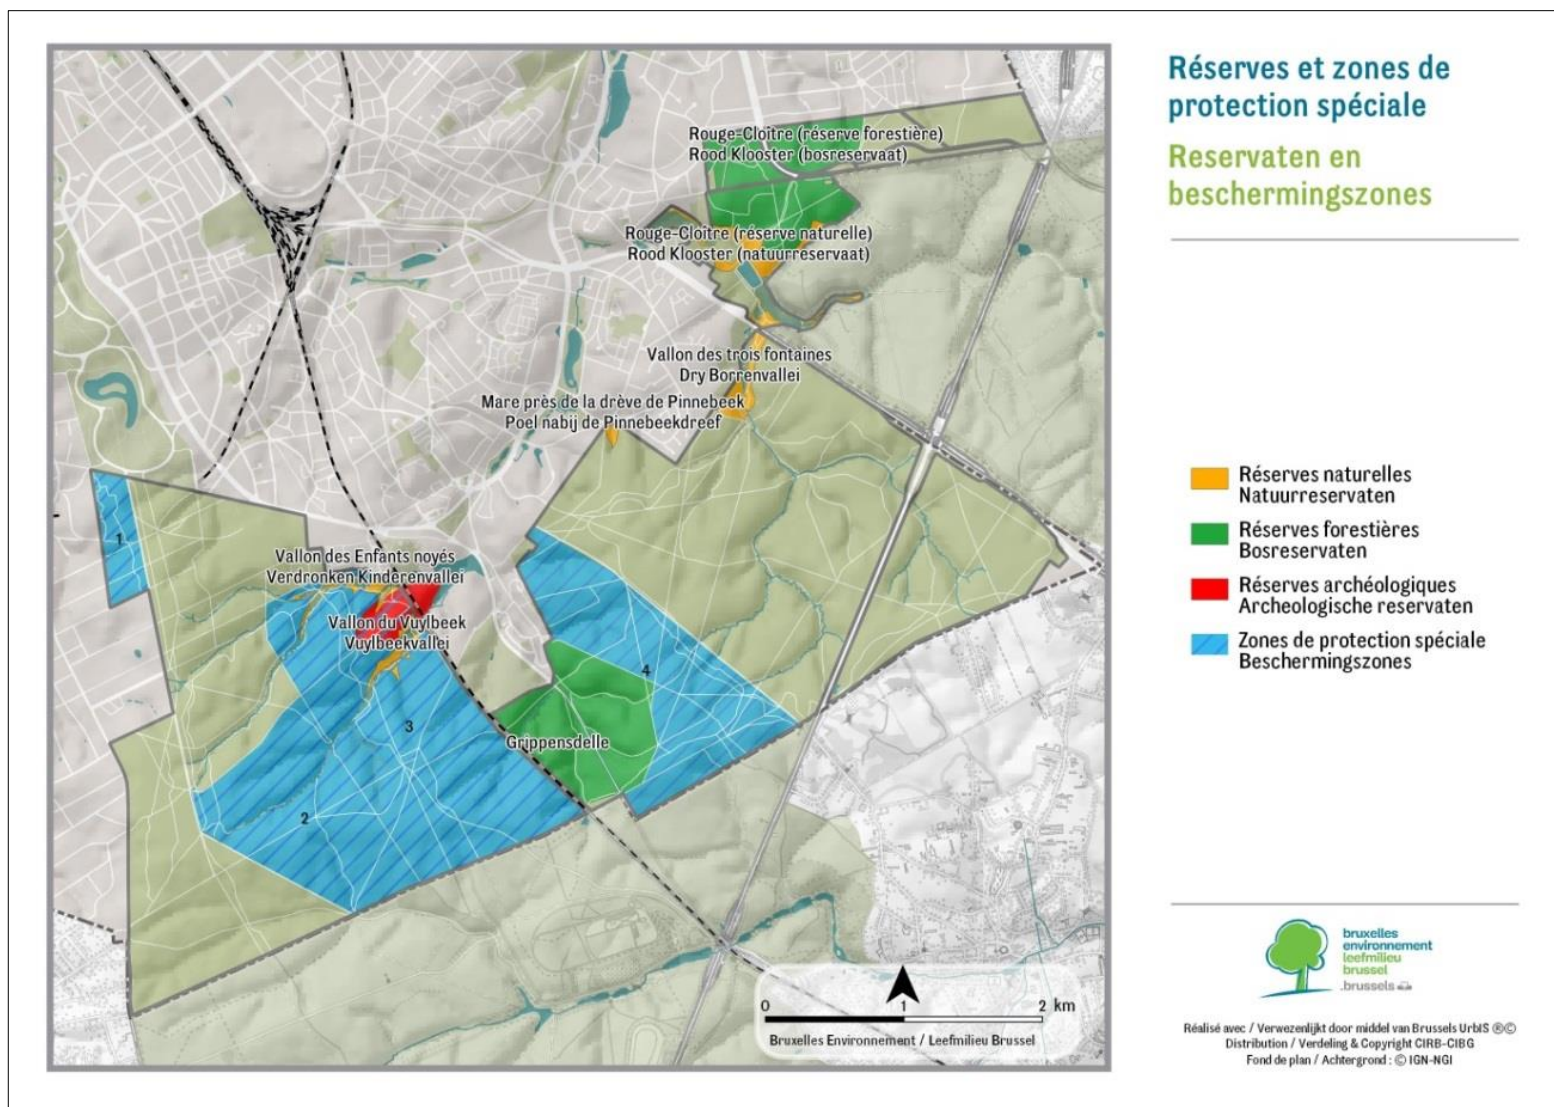 Réserves et zones de
protection spéciale
Reservaten en
beschermingszones
Rouge-Cloître (réserve forestière)
Rood Klooster (bosreservaat)
Rouge-Cloître (réserve naturelle)
Rood Klooster (natuurreservaat)
Vallon des trois fontaines
Dry Borrenvallei
Mare près de la drève de Pinnebeek
Poel nabij de Pinnebeekdreef
1
Vallon des Enfants noyés
Verdronken Kinderenvallei
Vallon du Vuylbeek
Vuylbeekvallei
4
3
Grippensdelle
2
Réserves naturelles
Natuurreservaten
Réserves forestières
Bosreservaten
Réserves archéologiques
Archeologische reservaten
Zones de protection spéciale
Beschermingszones
0 1 2 km
Bruxelles Environnement / Leefmilieu Brussel
bruxelles
environnement
leefmilieu
brussel
.brussels
Réalisé avec / Verwezenlijkt door middel van Brussels UrbIS ®©
Distribution / Verdeling & Copyright CIRB-CIBG
Fond de plan / Achtergrond : © IGN-NGI